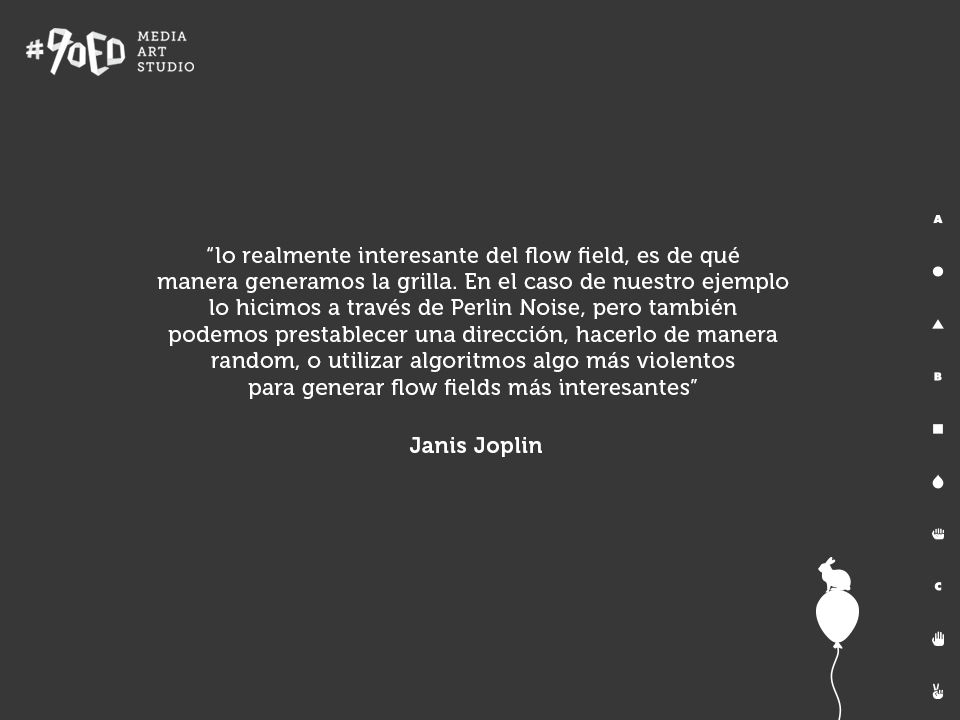 #90ED
MEDIA
ART
STUDIO
“lo realmente interesante del flow field, es de qué
manera generamos la grilla. En el caso de nuestro ejemplo
lo hicimos a través de Perlin Noise, pero también
podemos prestablecer una dirección, hacerlo de manera
random, o utilizar algoritmos algo más violentos
para generar flow fields más interesantes”
Janis Joplin
A
B
C